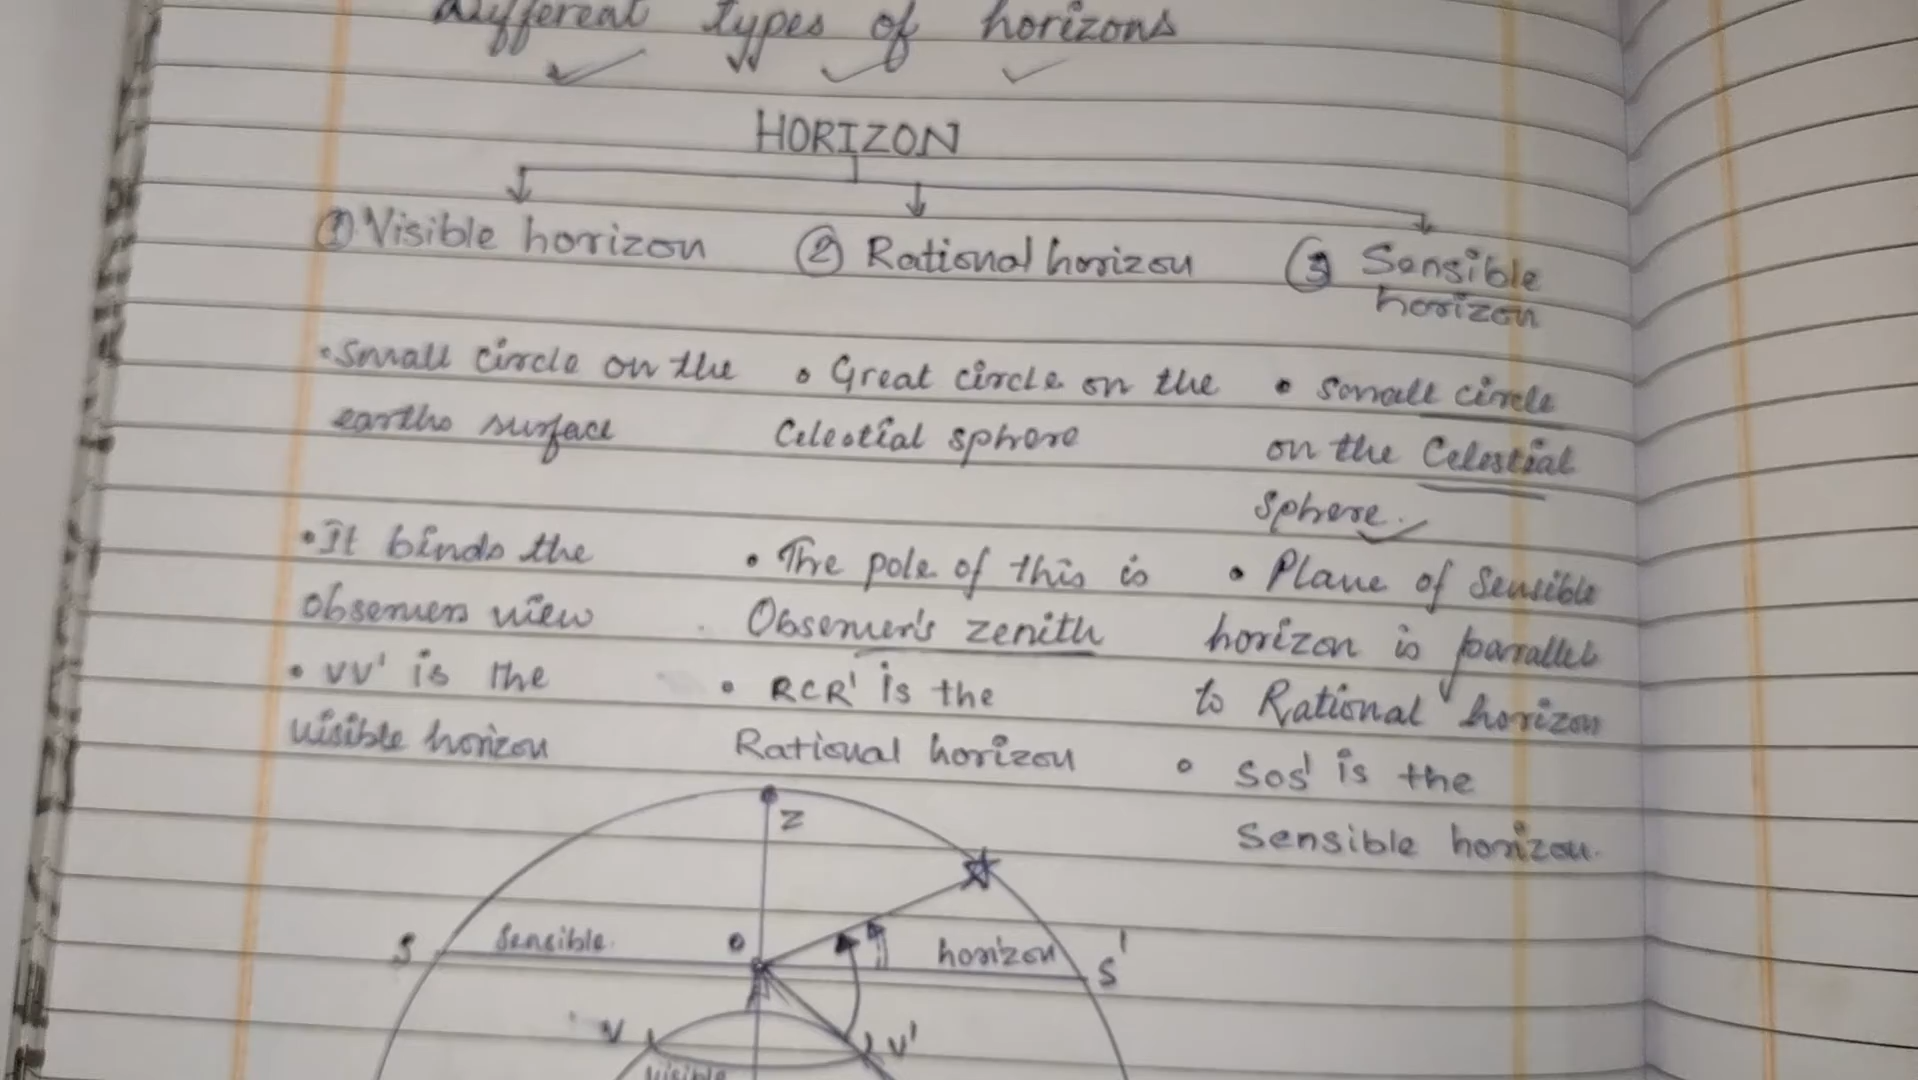 Different types of horizons
HORIZON
① Visible horizon
② Rational horizon
③ Sensible
horizon
• Small circle on the
earths surface
• It binds the
observers view
• VV' is the
visible horizon
• Great circle on the
Celestial sphere
• The pole of this is
Observer's zenith
• RCR' is the
Rational horizon
• Small circle
on the Celestial
Sphere.
• Plane of Sensible
horizon is parallel
to Rational horizon
• SOS' is the
Sensible horizon.
Z
S
Sensible
O
horizon
S'
V
V'
visible